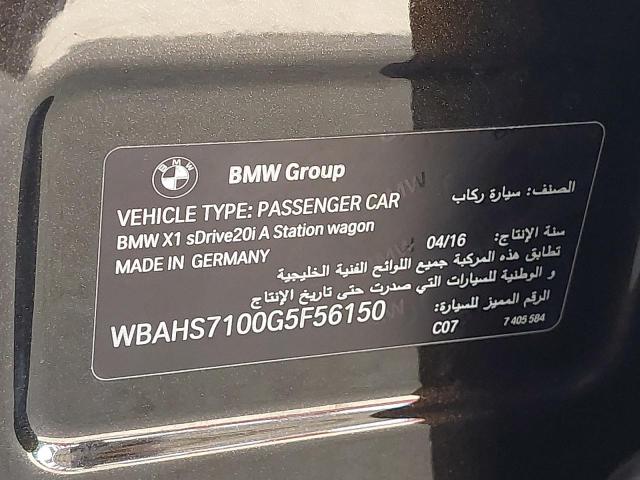 BMW
BMW Group
VEHICLE TYPE: PASSENGER CAR
الصنف: سيارة ركاب
BMW X1 sDrive20i A Station wagon
سنة الإنتاج: 04/16
MADE IN GERMANY
تطابق هذه المركبة جميع اللوائح الفنية الخليجية
و الوطنية للسيارات التي صدرت حتى تاريخ الإنتاج
الرقم المميز للسيارة:
WBAHS7100G5F56150
C07
7 405 584